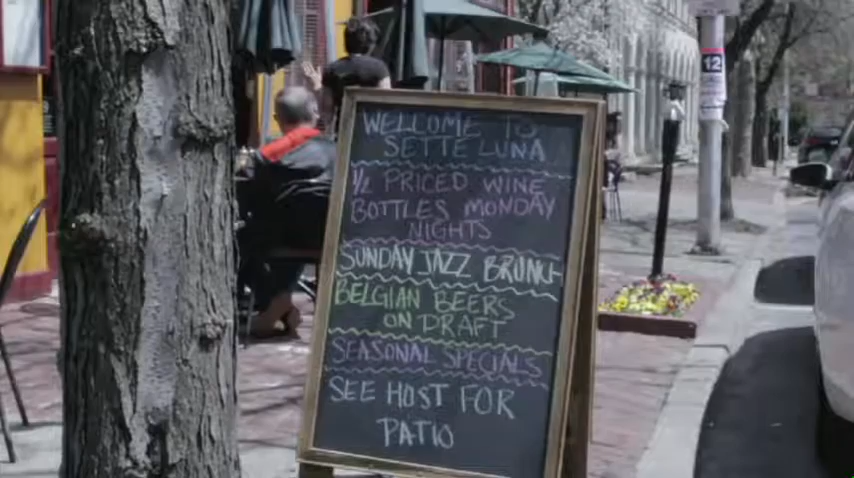 WELCOME TO
SETTE LUNA
1/2 PRICED WINE
BOTTLES MONDAY
NIGHTS
SUNDAY JAZZ BRUNCH
BELGIAN BEERS
ON DRAFT
SEASONAL SPECIALS
SEE HOST FOR
PATIO
12